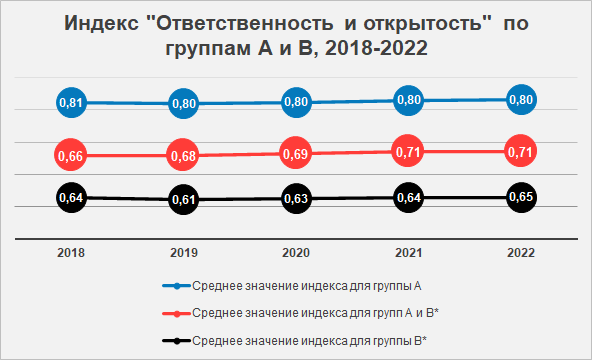 Индекс "Ответственность и открытость" по
группам А и В, 2018-2022
0,81 0,80 0,80 0,80 0,80
0,66 0,68 0,69 0,71 0,71
0,64 0,61 0,63 0,64 0,65
2018 2019 2020 2021 2022
Среднее значение индекса для группы А
Среднее значение индекса для групп А и В*
Среднее значение индекса для группы В*